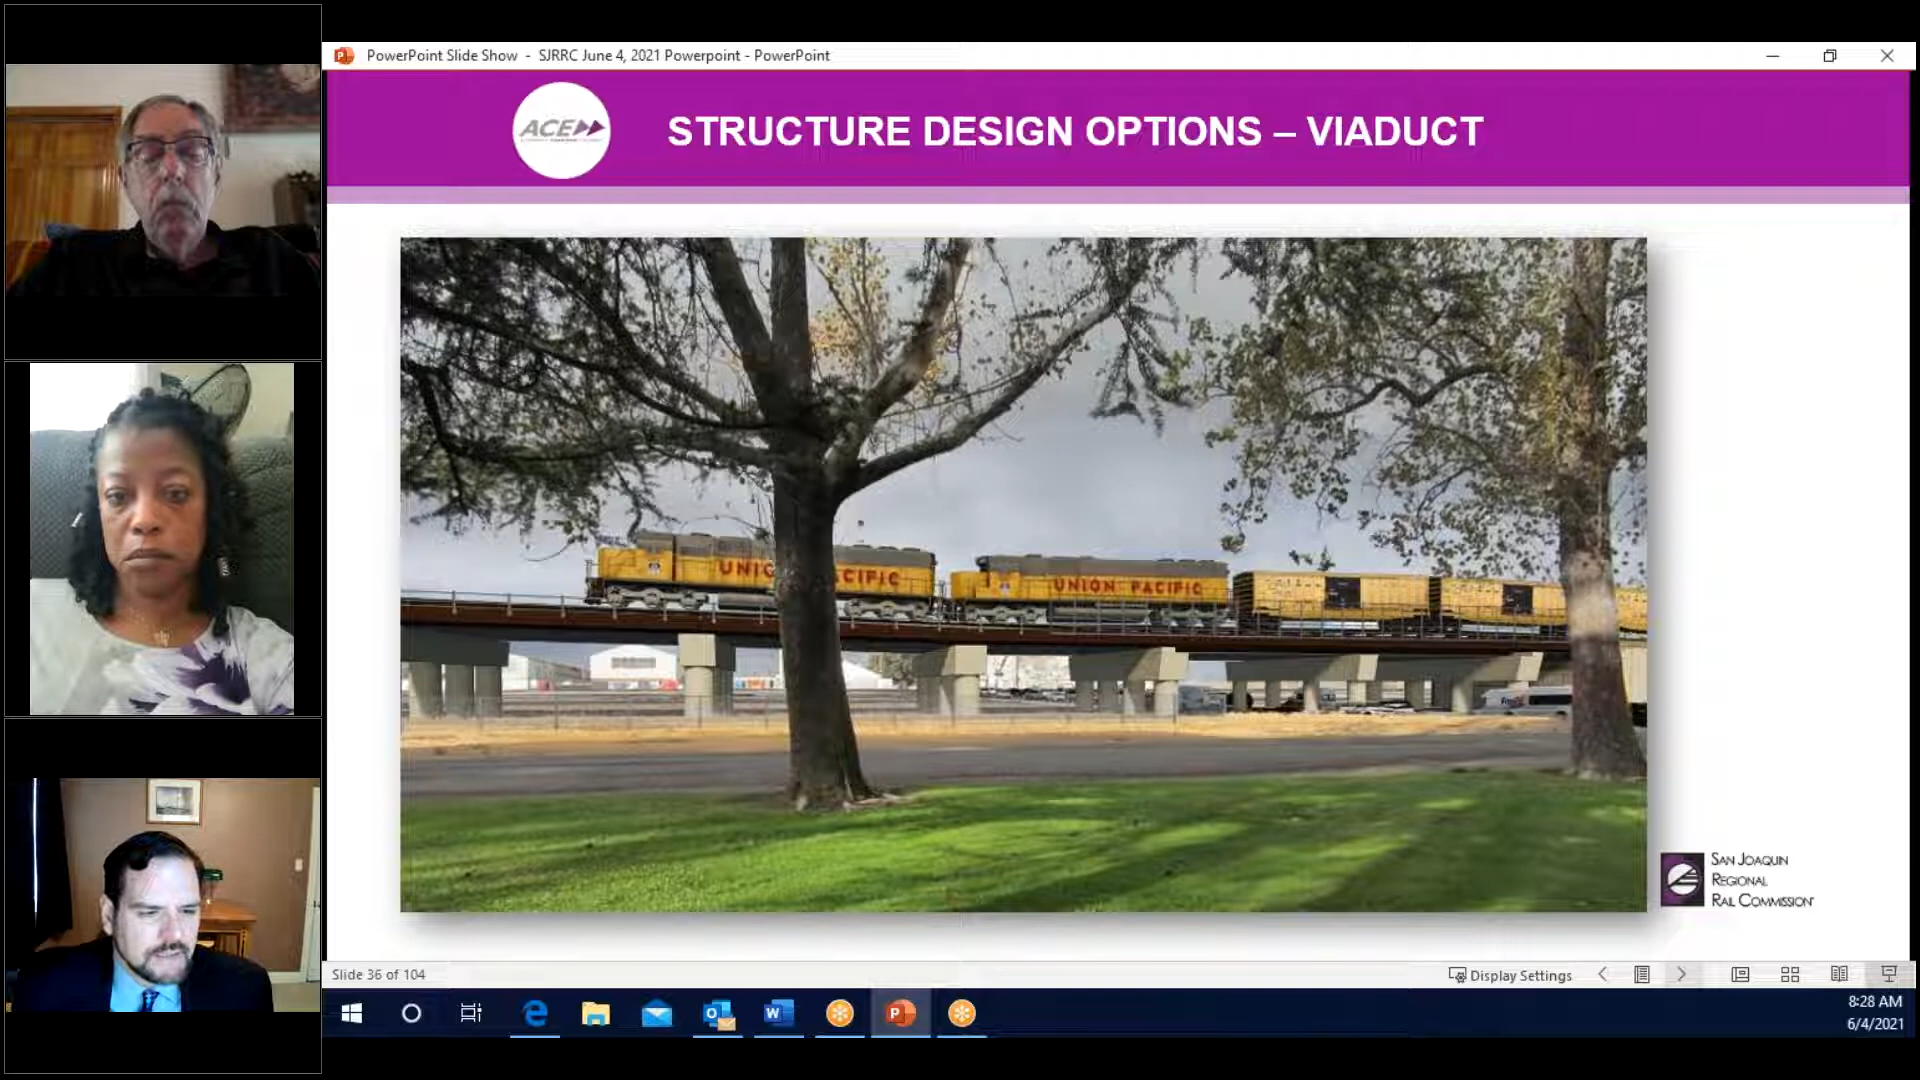 PowerPoint Slide Show - SJRRC June 4, 2021 Powerpoint - PowerPoint
ACE
STRUCTURE DESIGN OPTIONS – VIADUCT
UNION PACIFIC
SAN JOAQUIN
REGIONAL
RAIL COMMISSION
Slide 36 of 104
Display Settings
8:28 AM
6/4/2021